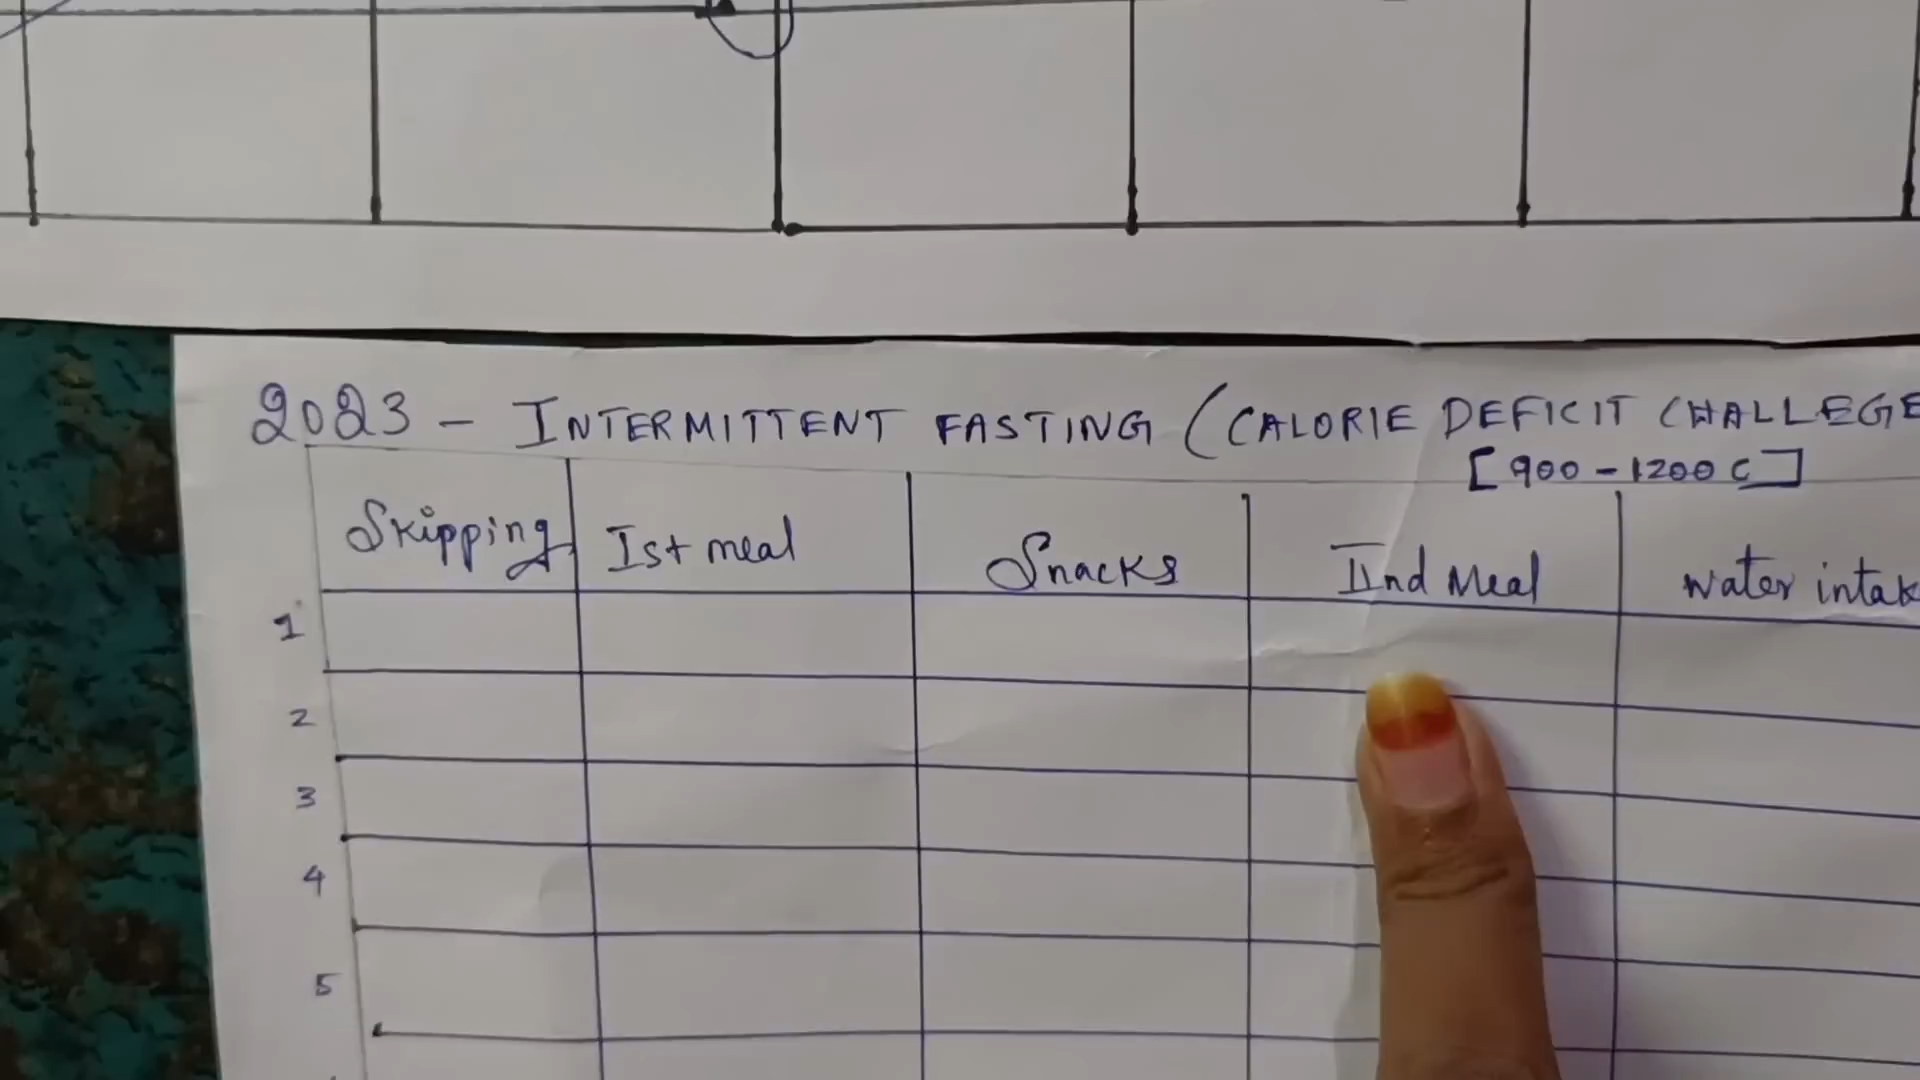 2023 - INTERMITTENT FASTING (CALORIE DEFICIT CHALLEGE
[900 - 1200 C]
Skipping Ist meal Snacks IInd Meal water intak
1
2
3
4
5